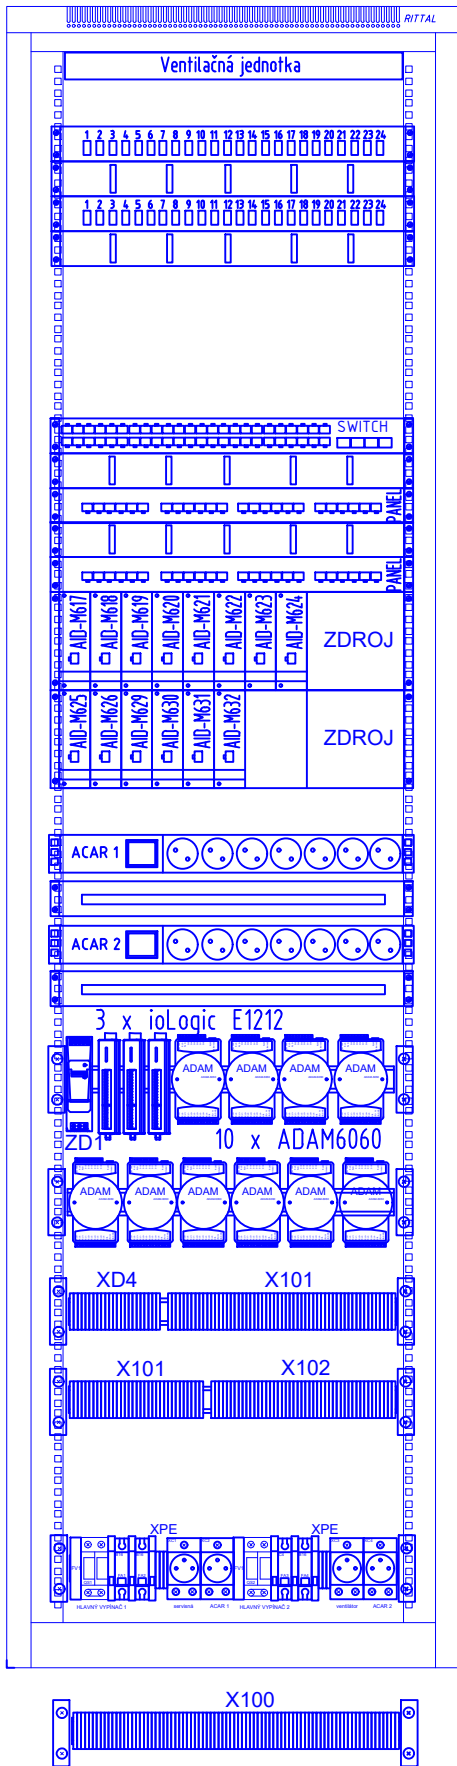 RITTAL
Ventilačná jednotka
1 2 3 4 5 6 7 8 9 10 11 12 13 14 15 16 17 18 19 20 21 22 23 24
1 2 3 4 5 6 7 8 9 10 11 12 13 14 15 16 17 18 19 20 21 22 23 24
SWITCH
PANEL
PANEL
AID-M617 AID-M618 AID-M619 AID-M620 AID-M621 AID-M622 AID-M623 AID-M624 ZDROJ
AID-M625 AID-M626 AID-M629 AID-M630 AID-M631 AID-M632 ZDROJ
ACAR 1
ACAR 2
3 x ioLogic E1212
ADAM ADAM ADAM ADAM
ZD1 10 x ADAM6060
ADAM ADAM ADAM ADAM ADAM ADAM
XD4 X101
X101 X102
XPE XPE
HLAVNÝ VYPÍNAČ 1 servisná ACAR 1 HLAVNÝ VYPÍNAČ 2 ventilátor ACAR 2
X100